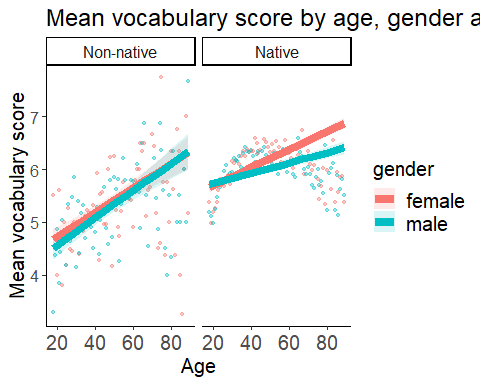 Mean vocabulary score by age, gender a
Non-native
Native
Mean vocabulary score
7
6
5
4
20 40 60 80
20 40 60 80
Age
gender
female
male